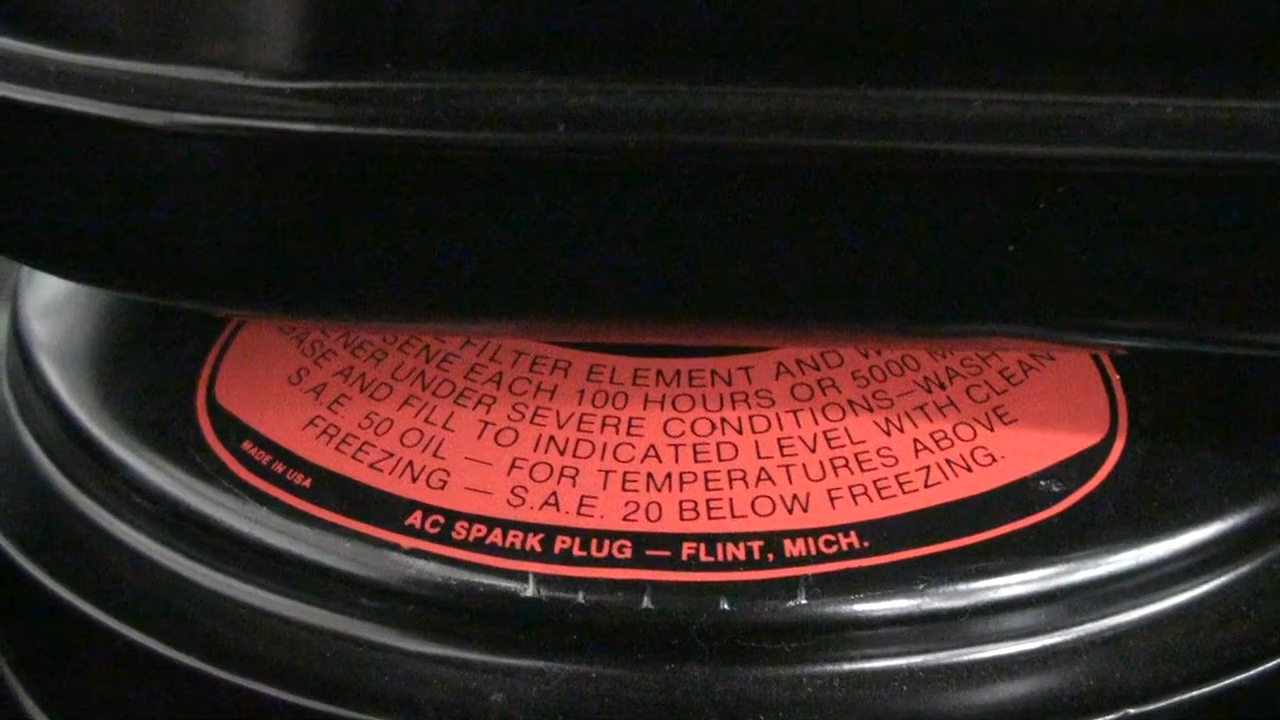 FILTER ELEMENT AND
EACH 100 HOURS OR 5000
UNDER SEVERE CONDITIONS—WASH
AND FILL TO INDICATED LEVEL WITH CLEAN
S.A.E. 50 OIL — FOR TEMPERATURES ABOVE
FREEZING — S.A.E. 20 BELOW FREEZING.
MADE IN USA
AC SPARK PLUG — FLINT, MICH.